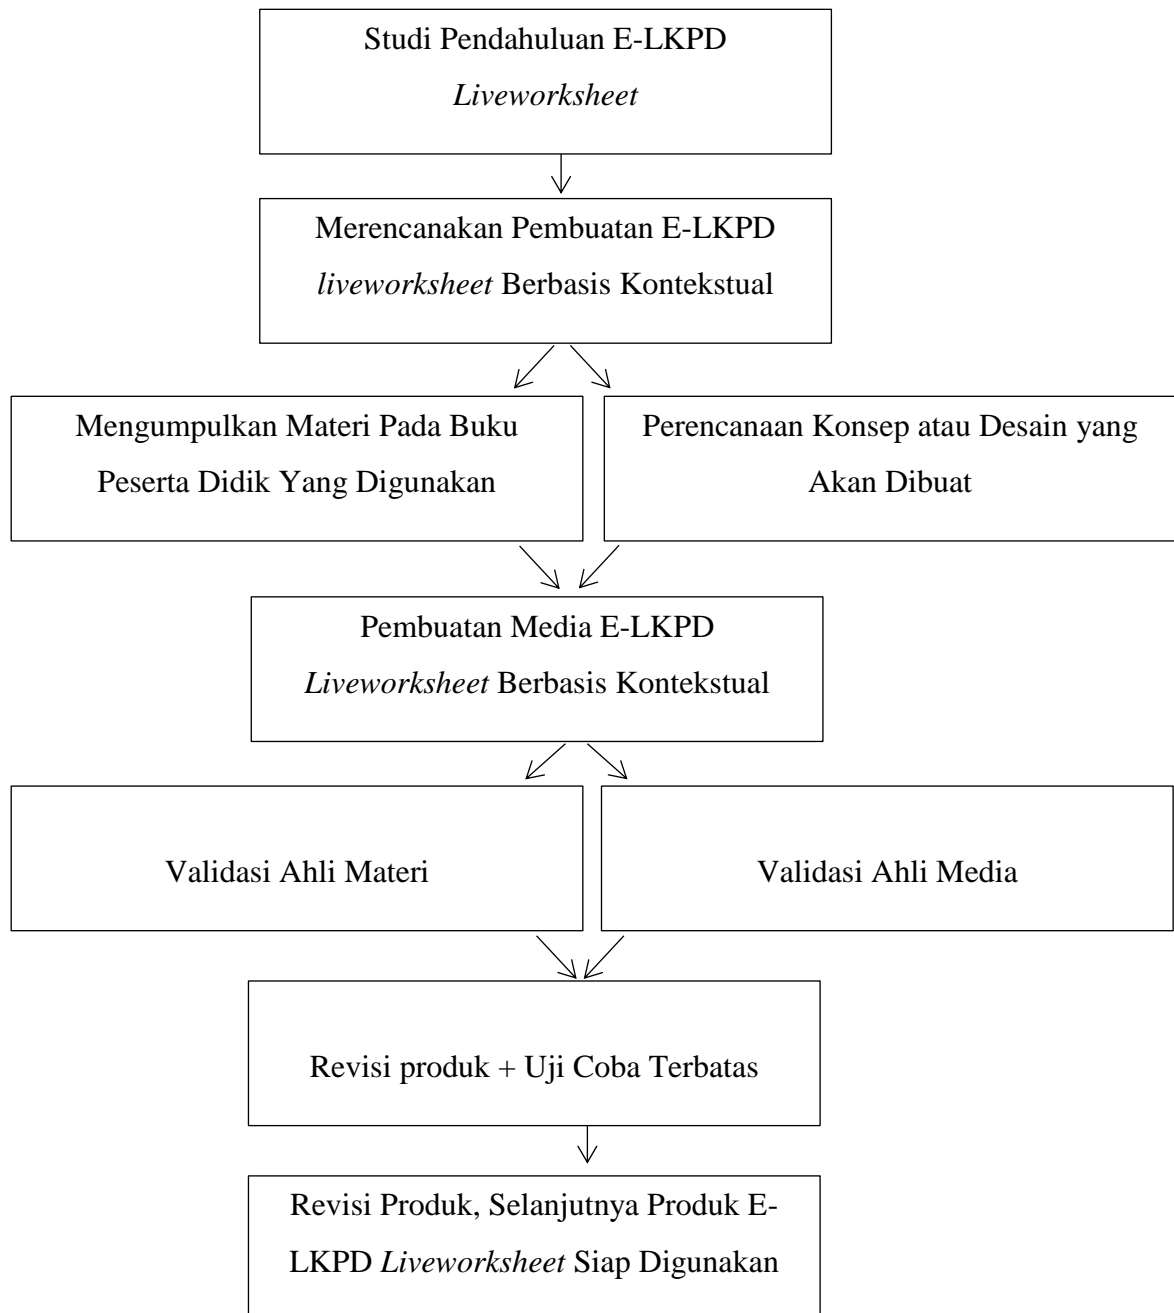 Studi Pendahuluan E-LKPD
Liveworksheet
Merencanakan Pembuatan E-LKPD
liveworksheet Berbasis Kontekstual
Mengumpulkan Materi Pada Buku
Peserta Didik Yang Digunakan
Perencanaan Konsep atau Desain yang
Akan Dibuat
Pembuatan Media E-LKPD
Liveworksheet Berbasis Kontekstual
Validasi Ahli Materi
Validasi Ahli Media
Revisi produk + Uji Coba Terbatas
Revisi Produk, Selanjutnya Produk E-
LKPD Liveworksheet Siap Digunakan